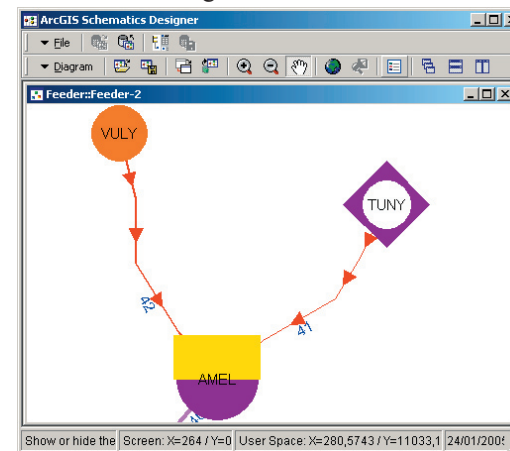 ArcGIS Schematics Designer
File
Diagram
Feeder::Feeder-2
VULY
TUNY
42
41
AMEL
Show or hide the Screen: X=264 / Y=0 User Space: X=280,5743 / Y=11033,1 24/01/2005